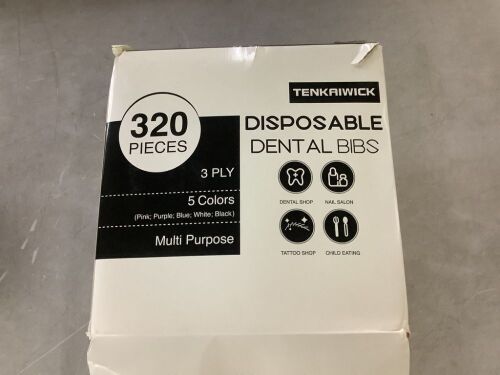 TENKAIWICK
320
PIECES
DISPOSABLE
DENTAL BIBS
3 PLY
5 Colors
(Pink; Purple; Blue; White; Black)
Multi Purpose
DENTAL SHOP
NAIL SALON
TATTOO SHOP
CHILD EATING